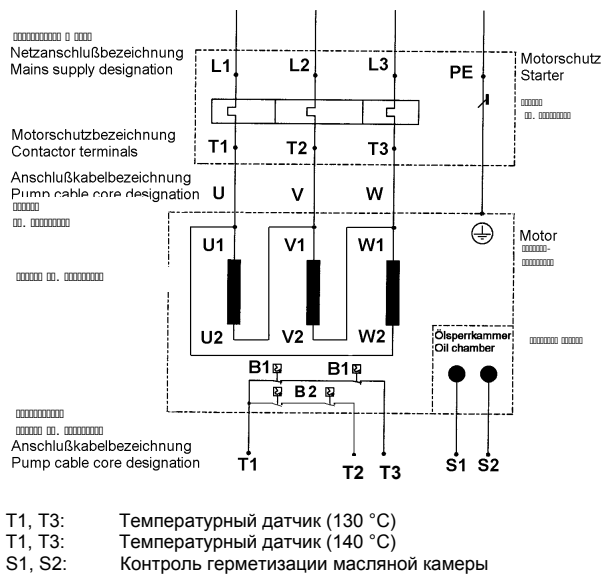 Netzanschlußbezeichnung
Mains supply designation
L1 L2 L3 PE
Motorschutz
Starter
Motorschutzbezeichnung
Contactor terminals
T1 T2 T3
Anschlußkabelbezeichnung
Pump cable core designation
U V W
Motor
U1 V1 W1
U2 V2 W2
Ölsperrkammer
Oil chamber
B1 B1
B2
Anschlußkabelbezeichnung
Pump cable core designation
T1 T2 T3 S1 S2
T1, T3: Температурный датчик (130 °C)
T1, T3: Температурный датчик (140 °C)
S1, S2: Контроль герметизации масляной камеры